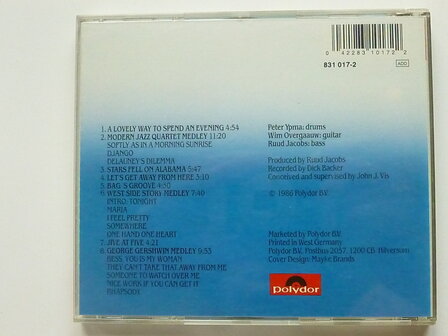 0 42283 10172 2
831 017-2 ADD
1. A LOVELY WAY TO SPEND AN EVENING 4:54
2. MODERN JAZZ QUARTET MEDLEY 11:20
SOFTLY AS IN A MORNING SUNRISE
DJANGO
DELAUNEY'S DILEMMA
3. STARS FELL ON ALABAMA 5:47
4. LET'S GET AWAY FROM HERE 3:10
5. BAG'S GROOVE 4:50
6. WEST SIDE STORY MEDLEY 7:40
INTRO: TONIGHT
MARIA
I FEEL PRETTY
SOMEWHERE
ONE HAND ONE HEART
7. JIVE AT FIVE 4:21
8. GEORGE GERSHWIN MEDLEY 9:53
BESS, YOU IS MY WOMAN
THEY CAN'T TAKE THAT AWAY FROM ME
SOMEONE TO WATCH OVER ME
NICE WORK IF YOU CAN GET IT
RHAPSODY
Peter Ypma: drums
Wim Overgaauw: guitar
Ruud Jacobs: bass
Produced by Ruud Jacobs
Recorded by Dick Bakker
Conceived and supervised by John J. Vis
℗ 1986 Polydor B.V.
Marketed by Polydor B.V.
Printed in West Germany
Polydor B.V. Postbus 2057, 1200 CB Hilversum
Cover Design: Mayke Brands
polydor